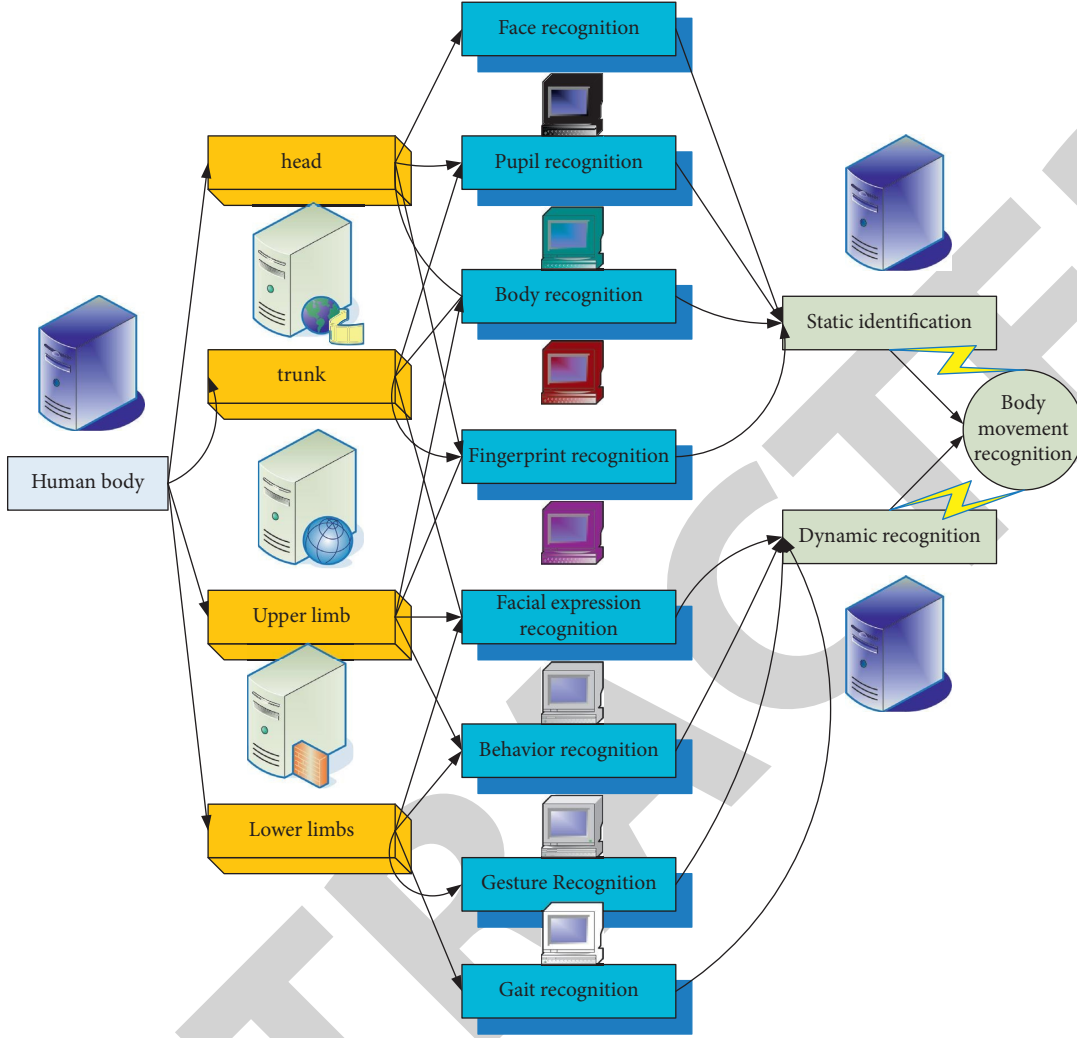 Face recognition
head
Pupil recognition
Body recognition
Static identification
trunk
Body
movement
recognition
Human body
Fingerprint recognition
Dynamic recognition
Upper limb
Facial expression
recognition
Behavior recognition
Lower limbs
Gesture Recognition
Gait recognition